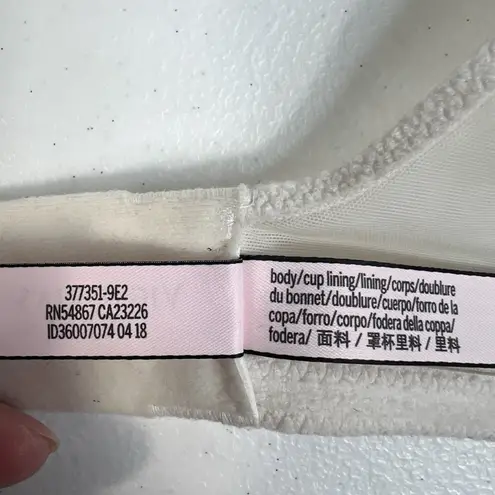 377351-9E2
RN54867 CA23226
ID36007074 04 18
body/cup lining/lining/corps/doublure
du bonnet/doublure/cuerpo/forro de la
copa/forro/corpo/fodera della coppa/
fodera/ 面料 / 罩杯里料 / 里料